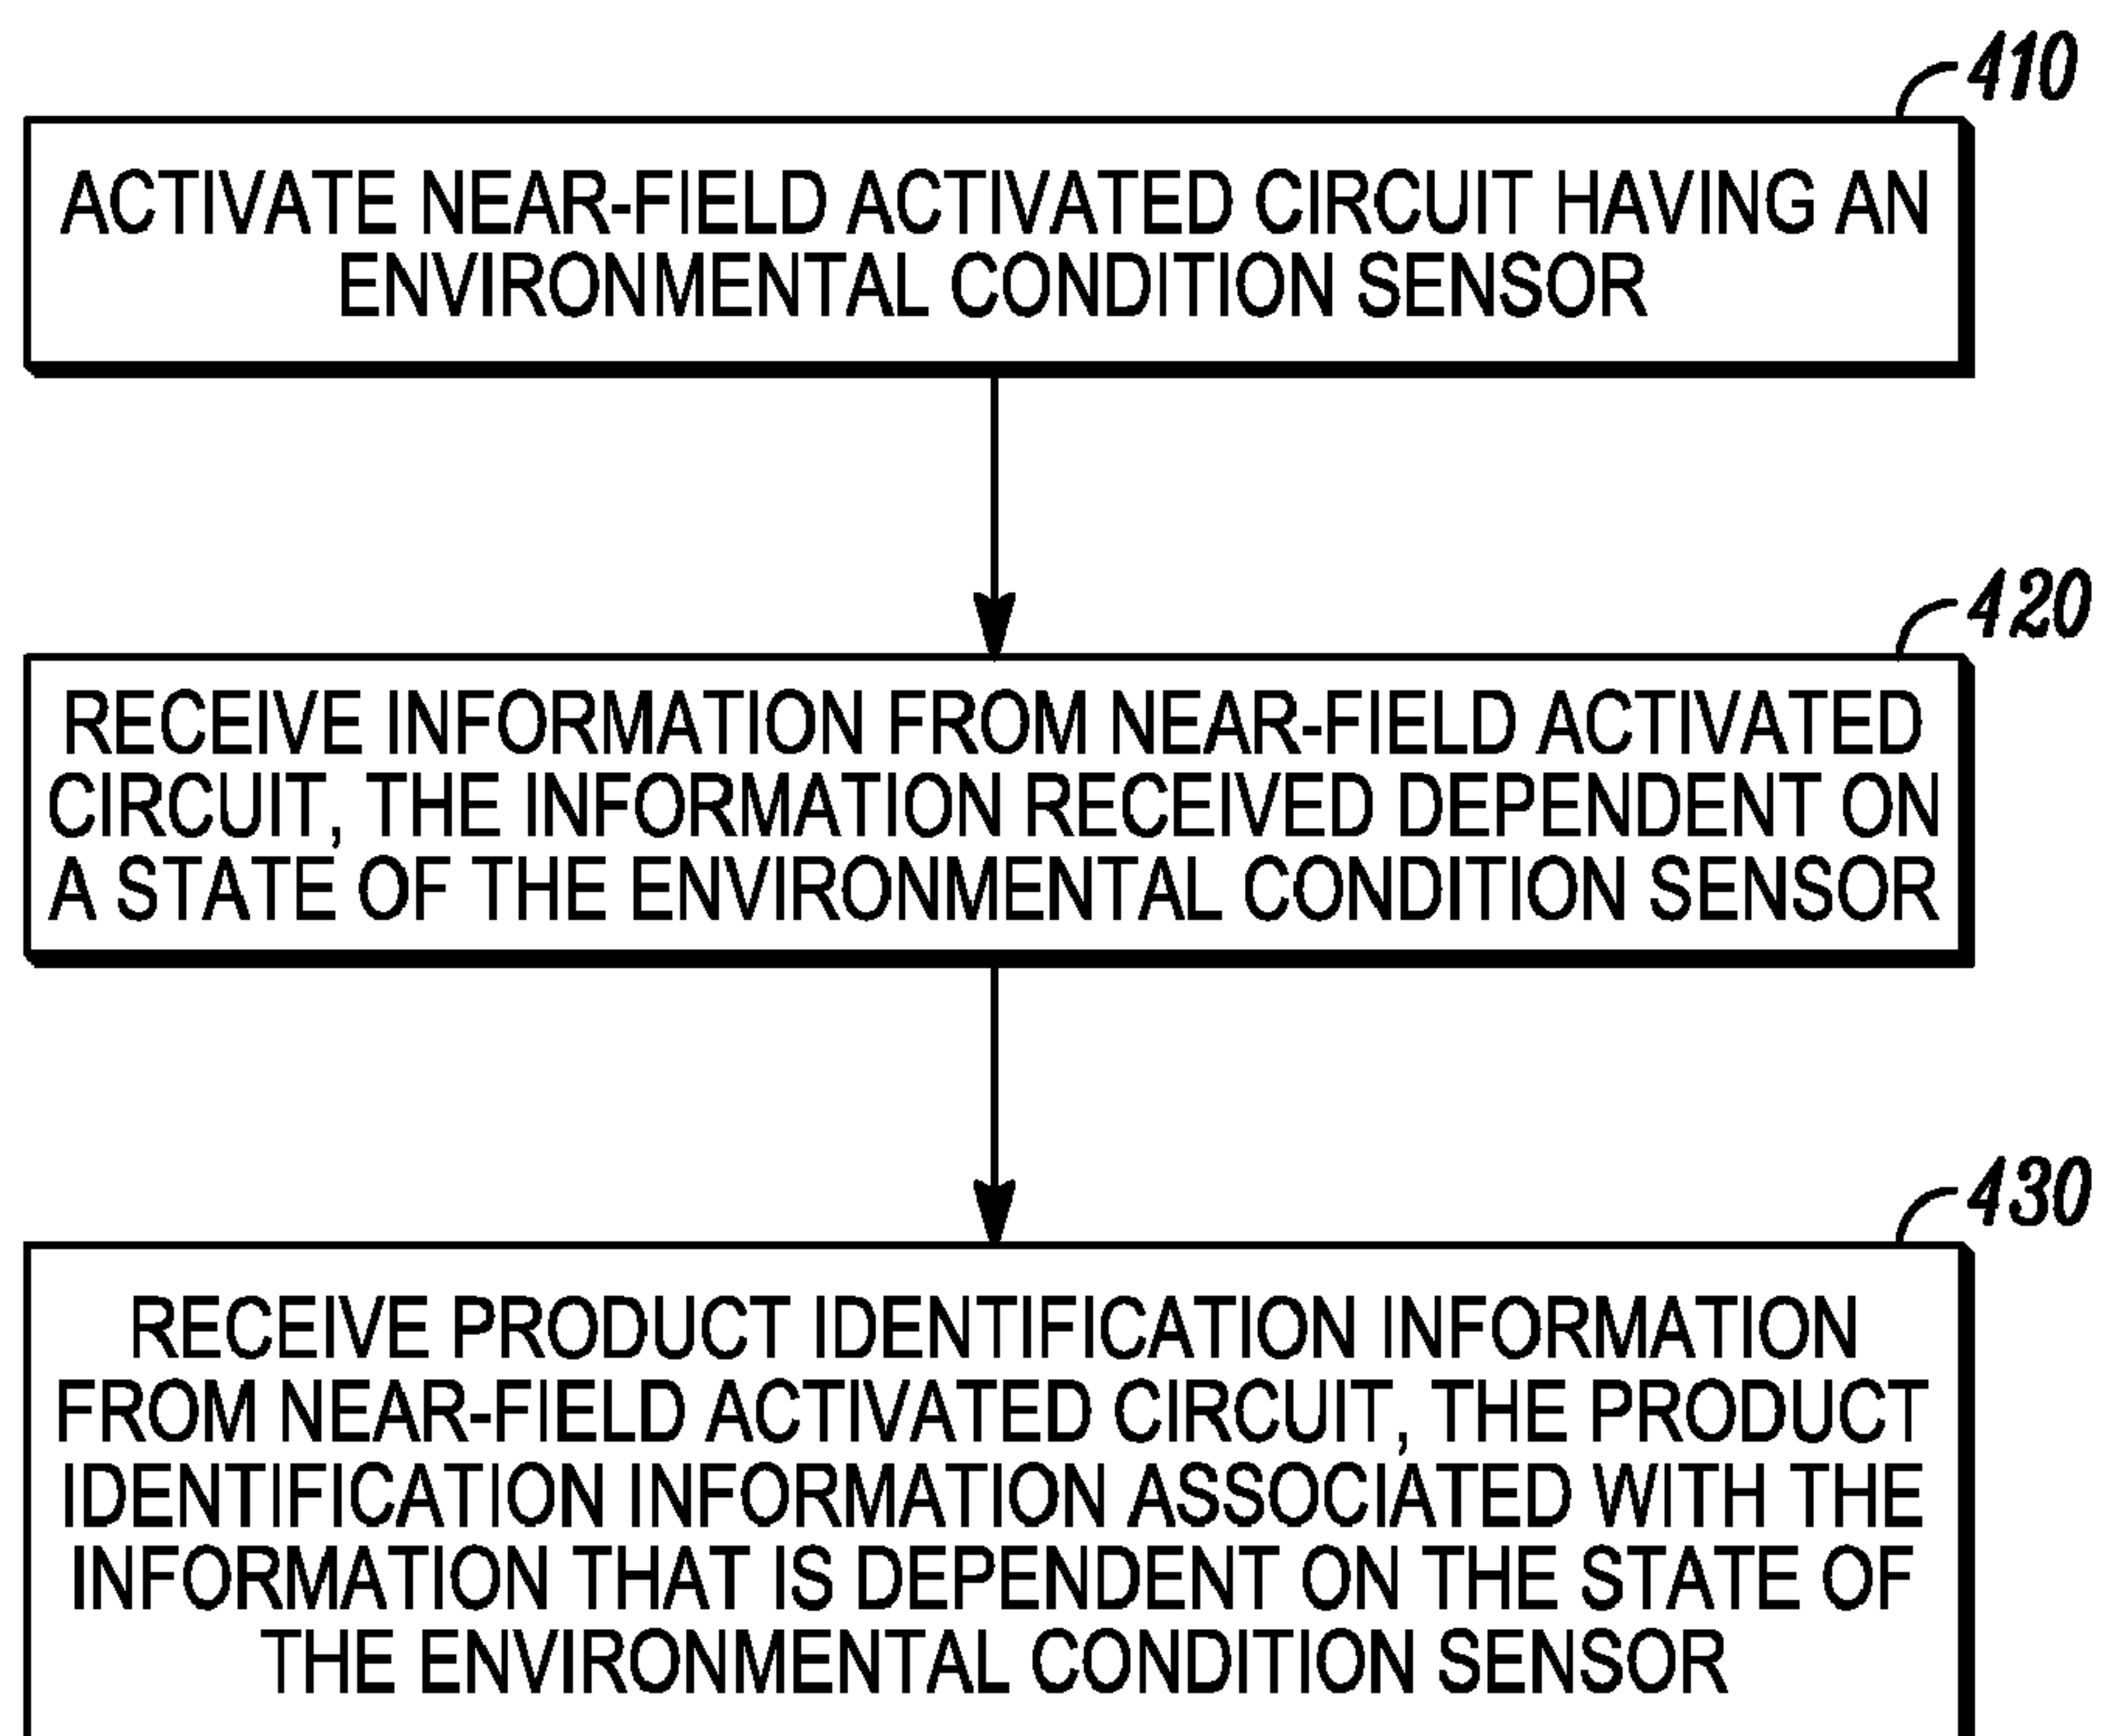 410
ACTIVATE NEAR-FIELD ACTIVATED CIRCUIT HAVING AN
ENVIRONMENTAL CONDITION SENSOR
420
RECEIVE INFORMATION FROM NEAR-FIELD ACTIVATED
CIRCUIT, THE INFORMATION RECEIVED DEPENDENT ON
A STATE OF THE ENVIRONMENTAL CONDITION SENSOR
430
RECEIVE PRODUCT IDENTIFICATION INFORMATION
FROM NEAR-FIELD ACTIVATED CIRCUIT, THE PRODUCT
IDENTIFICATION INFORMATION ASSOCIATED WITH THE
INFORMATION THAT IS DEPENDENT ON THE STATE OF
THE ENVIRONMENTAL CONDITION SENSOR